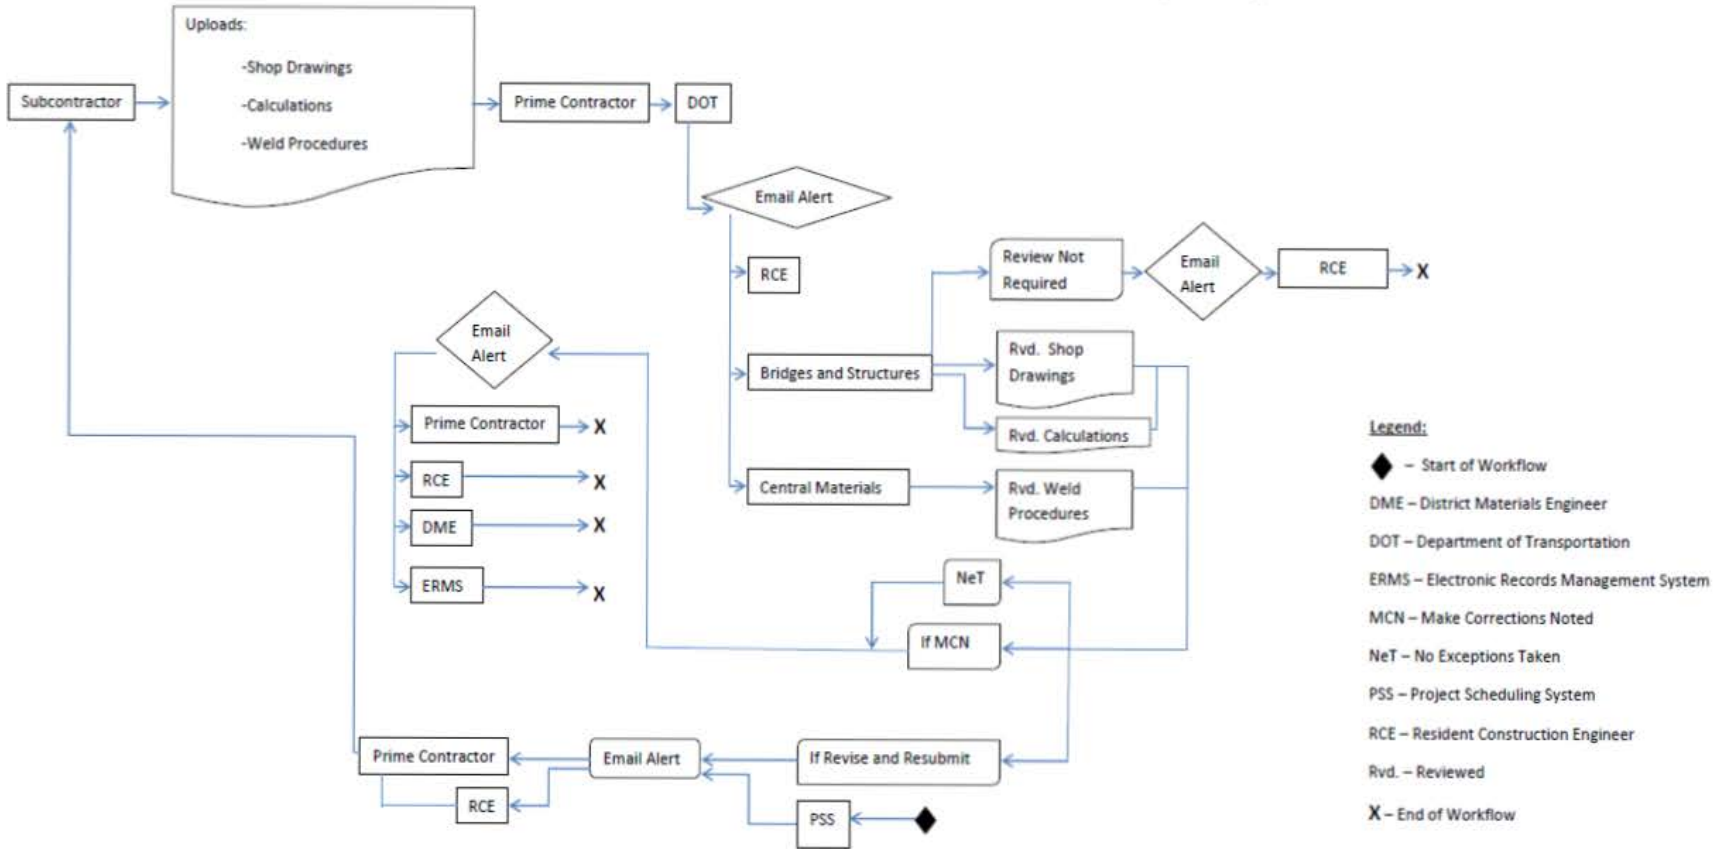 Uploads:
-Shop Drawings
-Calculations
-Weld Procedures
Subcontractor
Prime Contractor
DOT
Email Alert
RCE
Bridges and Structures
Central Materials
Review Not
Required
Email
Alert
RCE
X
Rvd. Shop
Drawings
Rvd. Calculations
Rvd. Weld
Procedures
NeT
If MCN
Email
Alert
Prime Contractor
X
RCE
X
DME
X
ERMS
X
If Revise and Resubmit
Email Alert
Prime Contractor
RCE
PSS
Legend:
– Start of Workflow
DME – District Materials Engineer
DOT – Department of Transportation
ERMS – Electronic Records Management System
MCN – Make Corrections Noted
NeT – No Exceptions Taken
PSS – Project Scheduling System
RCE – Resident Construction Engineer
Rvd. – Reviewed
X – End of Workflow